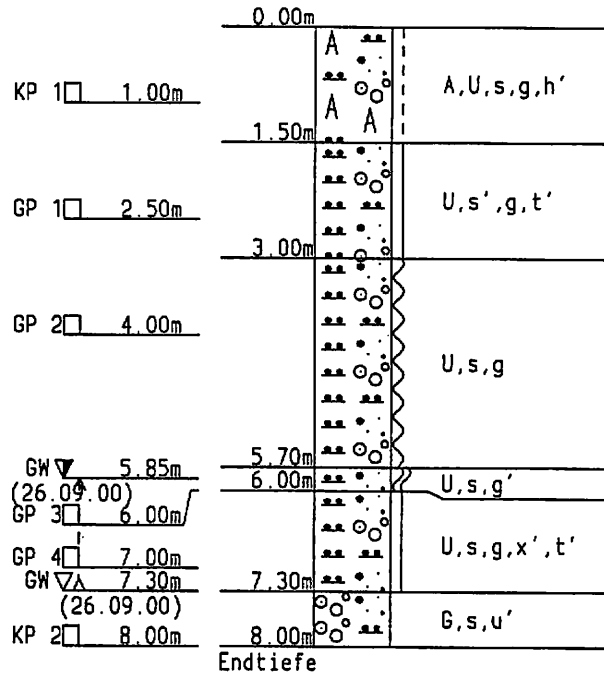 0.00m
A A A
A,U,s,g,h′
KP 1 1.00m
1.50m
GP 1 2.50m
U,s′,g,t′
3.00m
GP 2 4.00m
U,s,g
5.70m
GW 5.85m
(26.09.00)
6.00m
U,s,g′
GP 3 6.00m
U,s,g,x′,t′
GP 4 7.00m
GW 7.30m
7.30m
(26.09.00)
G,s,u′
KP 2 8.00m
8.00m
Endtiefe